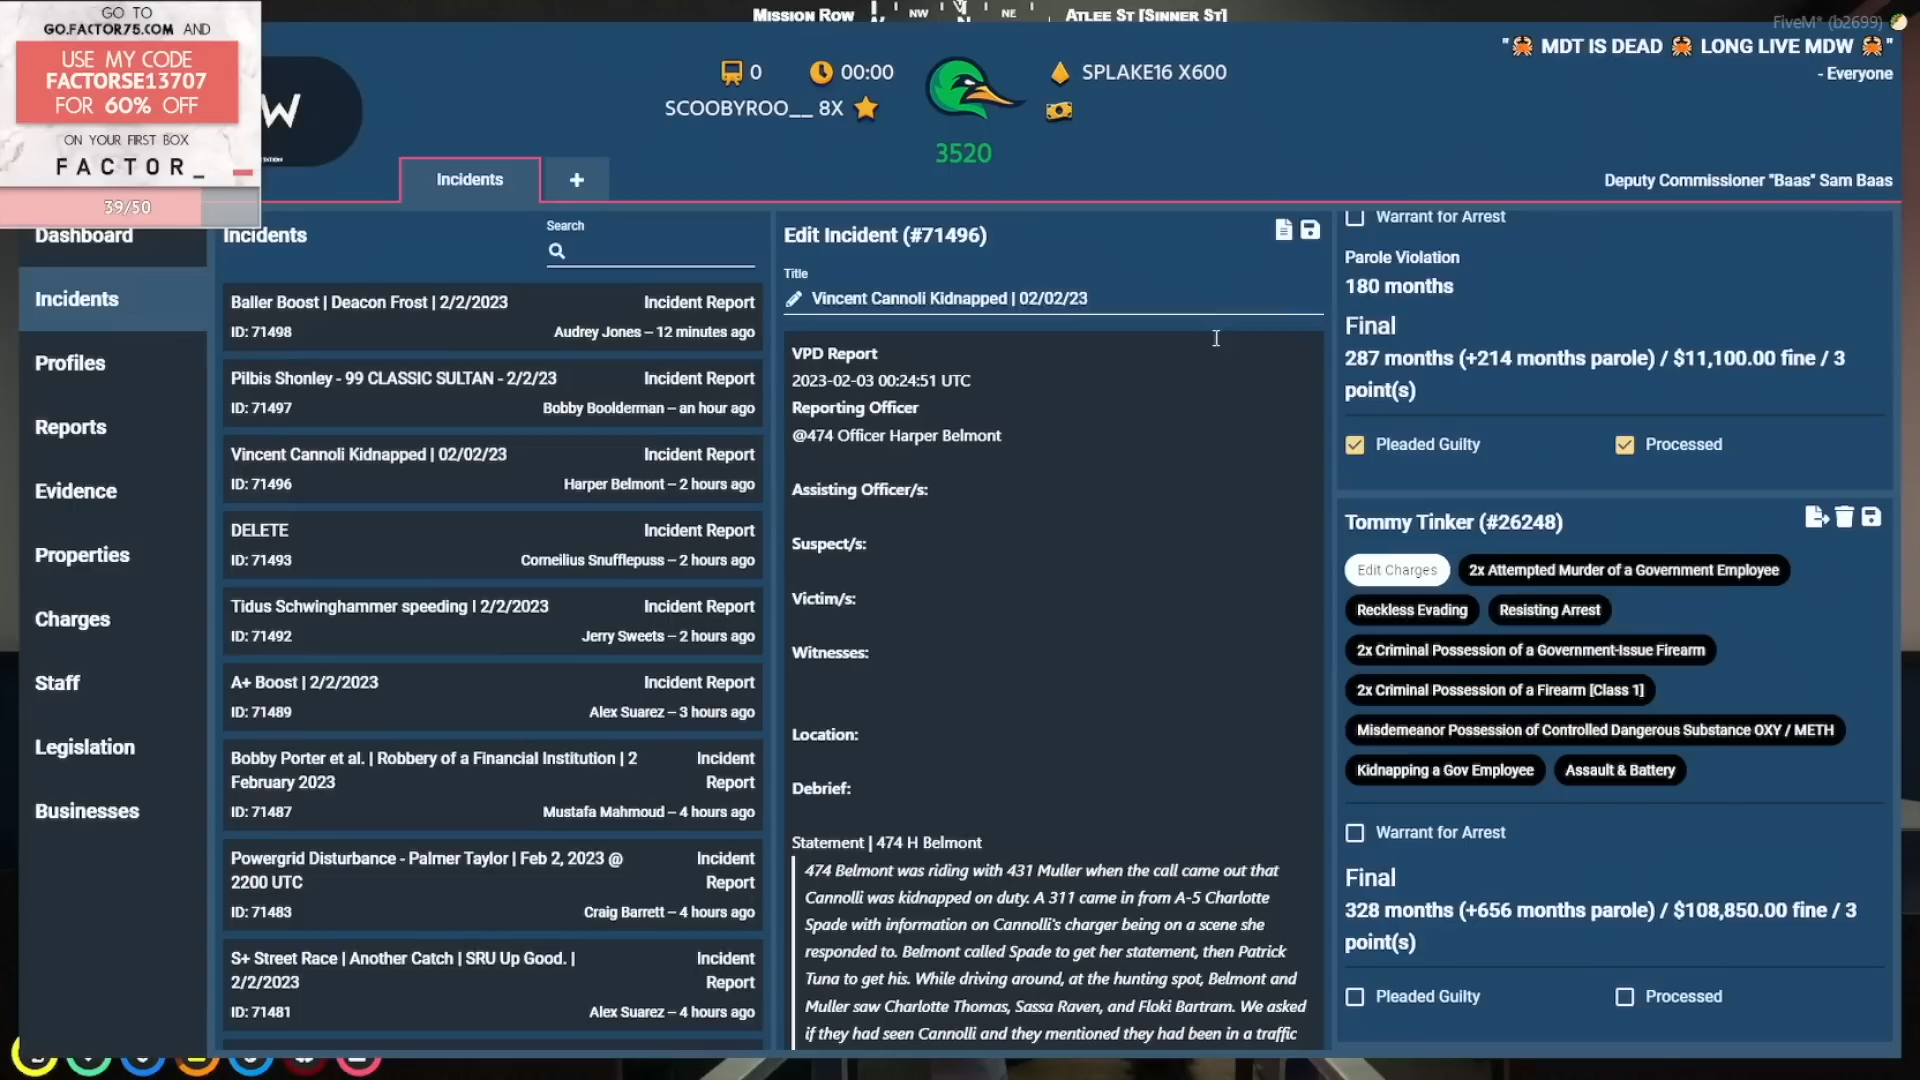 GO TO
GO.FACTOR75.COM AND
USE MY CODE
FACTORSE13707
FOR 60% OFF
ON YOUR FIRST BOX
FACTOR_
39/50
Mission Row
NW
N
NE
Atlee St [Sinner St]
FiveM* (b2699)
" MDT IS DEAD LONG LIVE MDW "
- Everyone
0
00:00
SPLAKE16 X600
SCOOBYROO__ 8X
3520
W
Incidents
+
Deputy Commissioner "Baas" Sam Baas
Dashboard
Incidents
Profiles
Reports
Evidence
Properties
Charges
Staff
Legislation
Businesses
Incidents
Search
Baller Boost | Deacon Frost | 2/2/2023
Incident Report
ID: 71498
Audrey Jones – 12 minutes ago
Pilbis Shonley - 99 CLASSIC SULTAN - 2/2/23
Incident Report
ID: 71497
Bobby Boolderman – an hour ago
Vincent Cannoli Kidnapped | 02/02/23
Incident Report
ID: 71496
Harper Belmont – 2 hours ago
DELETE
Incident Report
ID: 71493
Cornelius Snufflepuss – 2 hours ago
Tidus Schwinghammer speeding | 2/2/2023
Incident Report
ID: 71492
Jerry Sweets – 2 hours ago
A+ Boost | 2/2/2023
Incident Report
ID: 71489
Alex Suarez – 3 hours ago
Bobby Porter et al. | Robbery of a Financial Institution | 2
February 2023
Incident
Report
ID: 71487
Mustafa Mahmoud – 4 hours ago
Powergrid Disturbance - Palmer Taylor | Feb 2, 2023 @
2200 UTC
Incident
Report
ID: 71483
Craig Barrett – 4 hours ago
S+ Street Race | Another Catch | SRU Up Good. |
2/2/2023
Incident
Report
ID: 71481
Alex Suarez – 4 hours ago
Edit Incident (#71496)
Title
Vincent Cannoli Kidnapped | 02/02/23
VPD Report
2023-02-03 00:24:51 UTC
Reporting Officer
@474 Officer Harper Belmont
Assisting Officer/s:
Suspect/s:
Victim/s:
Witnesses:
Location:
Debrief:
Statement | 474 H Belmont
474 Belmont was riding with 431 Muller when the call came out that
Cannolli was kidnapped on duty. A 311 came in from A-5 Charlotte
Spade with information on Cannolli's charger being on a scene she
responded to. Belmont called Spade to get her statement, then Patrick
Tuna to get his. While driving around, at the hunting spot, Belmont and
Muller saw Charlotte Thomas, Sassa Raven, and Floki Bartram. We asked
if they had seen Cannolli and they mentioned they had been in a traffic
Warrant for Arrest
Parole Violation
180 months
Final
287 months (+214 months parole) / $11,100.00 fine / 3
point(s)
Pleaded Guilty
Processed
Tommy Tinker (#26248)
Edit Charges
2x Attempted Murder of a Government Employee
Reckless Evading
Resisting Arrest
2x Criminal Possession of a Government-Issue Firearm
2x Criminal Possession of a Firearm [Class 1]
Misdemeanor Possession of Controlled Dangerous Substance OXY / METH
Kidnapping a Gov Employee
Assault & Battery
Warrant for Arrest
Final
328 months (+656 months parole) / $108,850.00 fine / 3
point(s)
Pleaded Guilty
Processed